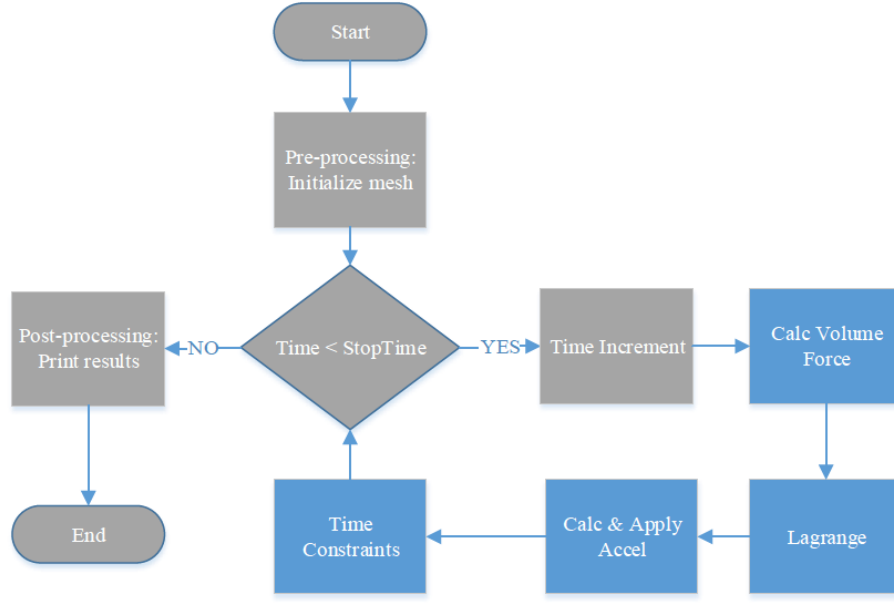 Start
Pre-processing:
Initialize mesh
Post-processing:
Print results
NO
Time < StopTime
YES
Time Increment
Calc Volume
Force
End
Time
Constraints
Calc & Apply
Accel
Lagrange